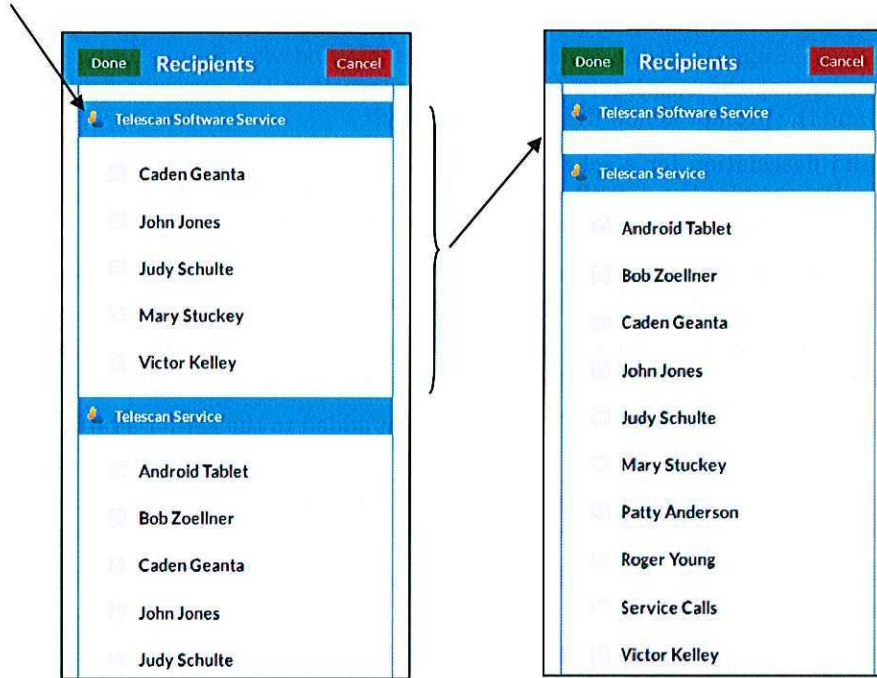 Done Recipients Cancel
Telescan Software Service
Caden Geanta
John Jones
Judy Schulte
Mary Stuckey
Victor Kelley
Telescan Service
Android Tablet
Bob Zoellner
Caden Geanta
John Jones
Judy Schulte
Done Recipients Cancel
Telescan Software Service
Telescan Service
Android Tablet
Bob Zoellner
Caden Geanta
John Jones
Judy Schulte
Mary Stuckey
Patty Anderson
Roger Young
Service Calls
Victor Kelley